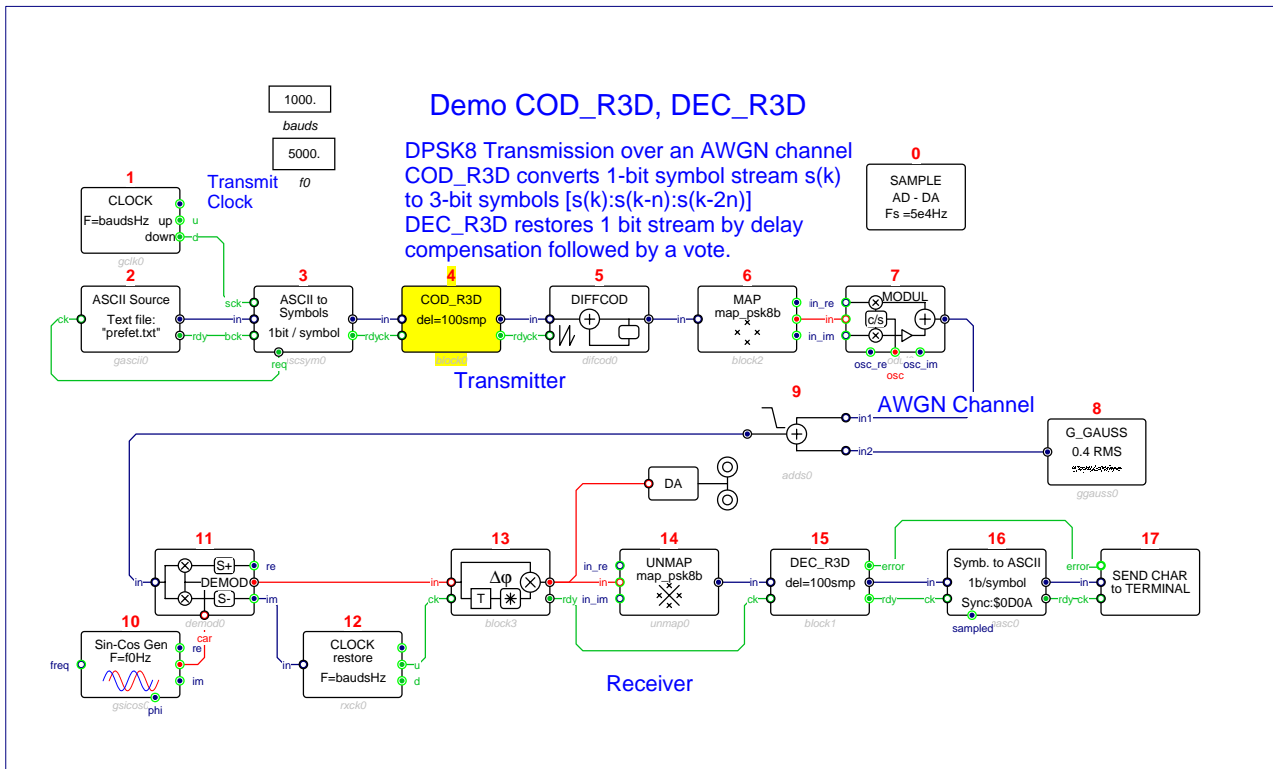 1000.
bauds
5000.
f0
Demo COD_R3D, DEC_R3D
DPSK8 Transmission over an AWGN channel
COD_R3D converts 1-bit symbol stream s(k)
to 3-bit symbols [s(k):s(k-n):s(k-2n)]
DEC_R3D restores 1 bit stream by delay
compensation followed by a vote.
0
SAMPLE
AD - DA
Fs =5e4Hz
Transmit
Clock
1
CLOCK
F=baudsHz
up
u
down
d
gclk0
2
ASCII Source
Text file:
"prefet.txt"
ck
rdy
gascii0
3
ASCII to
Symbols
1bit / symbol
sck
in
bck
req
scsym0
4
COD_R3D
del=100smp
in
rdyck
block0
5
DIFFCOD
in
rdyck
difcod0
6
MAP
map_psk8b
in
block2
7
MODUL
c/s
in_re
in
in_im
osc_re
osc
osc_im
Transmitter
AWGN Channel
8
G_GAUSS
0.4 RMS
ggauss0
9
in1
in2
adds0
DA
10
Sin-Cos Gen
F=f0Hz
freq
re
car
im
phi
gsicos0
11
S+
DEMOD
S-
in
re
im
demod0
12
CLOCK
restore
F=baudsHz
in
u
d
rxck0
13
Δφ
T
in
ck
rdy
block3
14
UNMAP
map_psk8b
in_re
in
in_im
unmap0
15
DEC_R3D
del=100smp
in
ck
error
rdy
block1
16
Symb. to ASCII
1b/symbol
Sync:$0D0A
in
ck
sampled
gasc0
17
SEND CHAR
to TERMINAL
error
in
rdy ck
Receiver